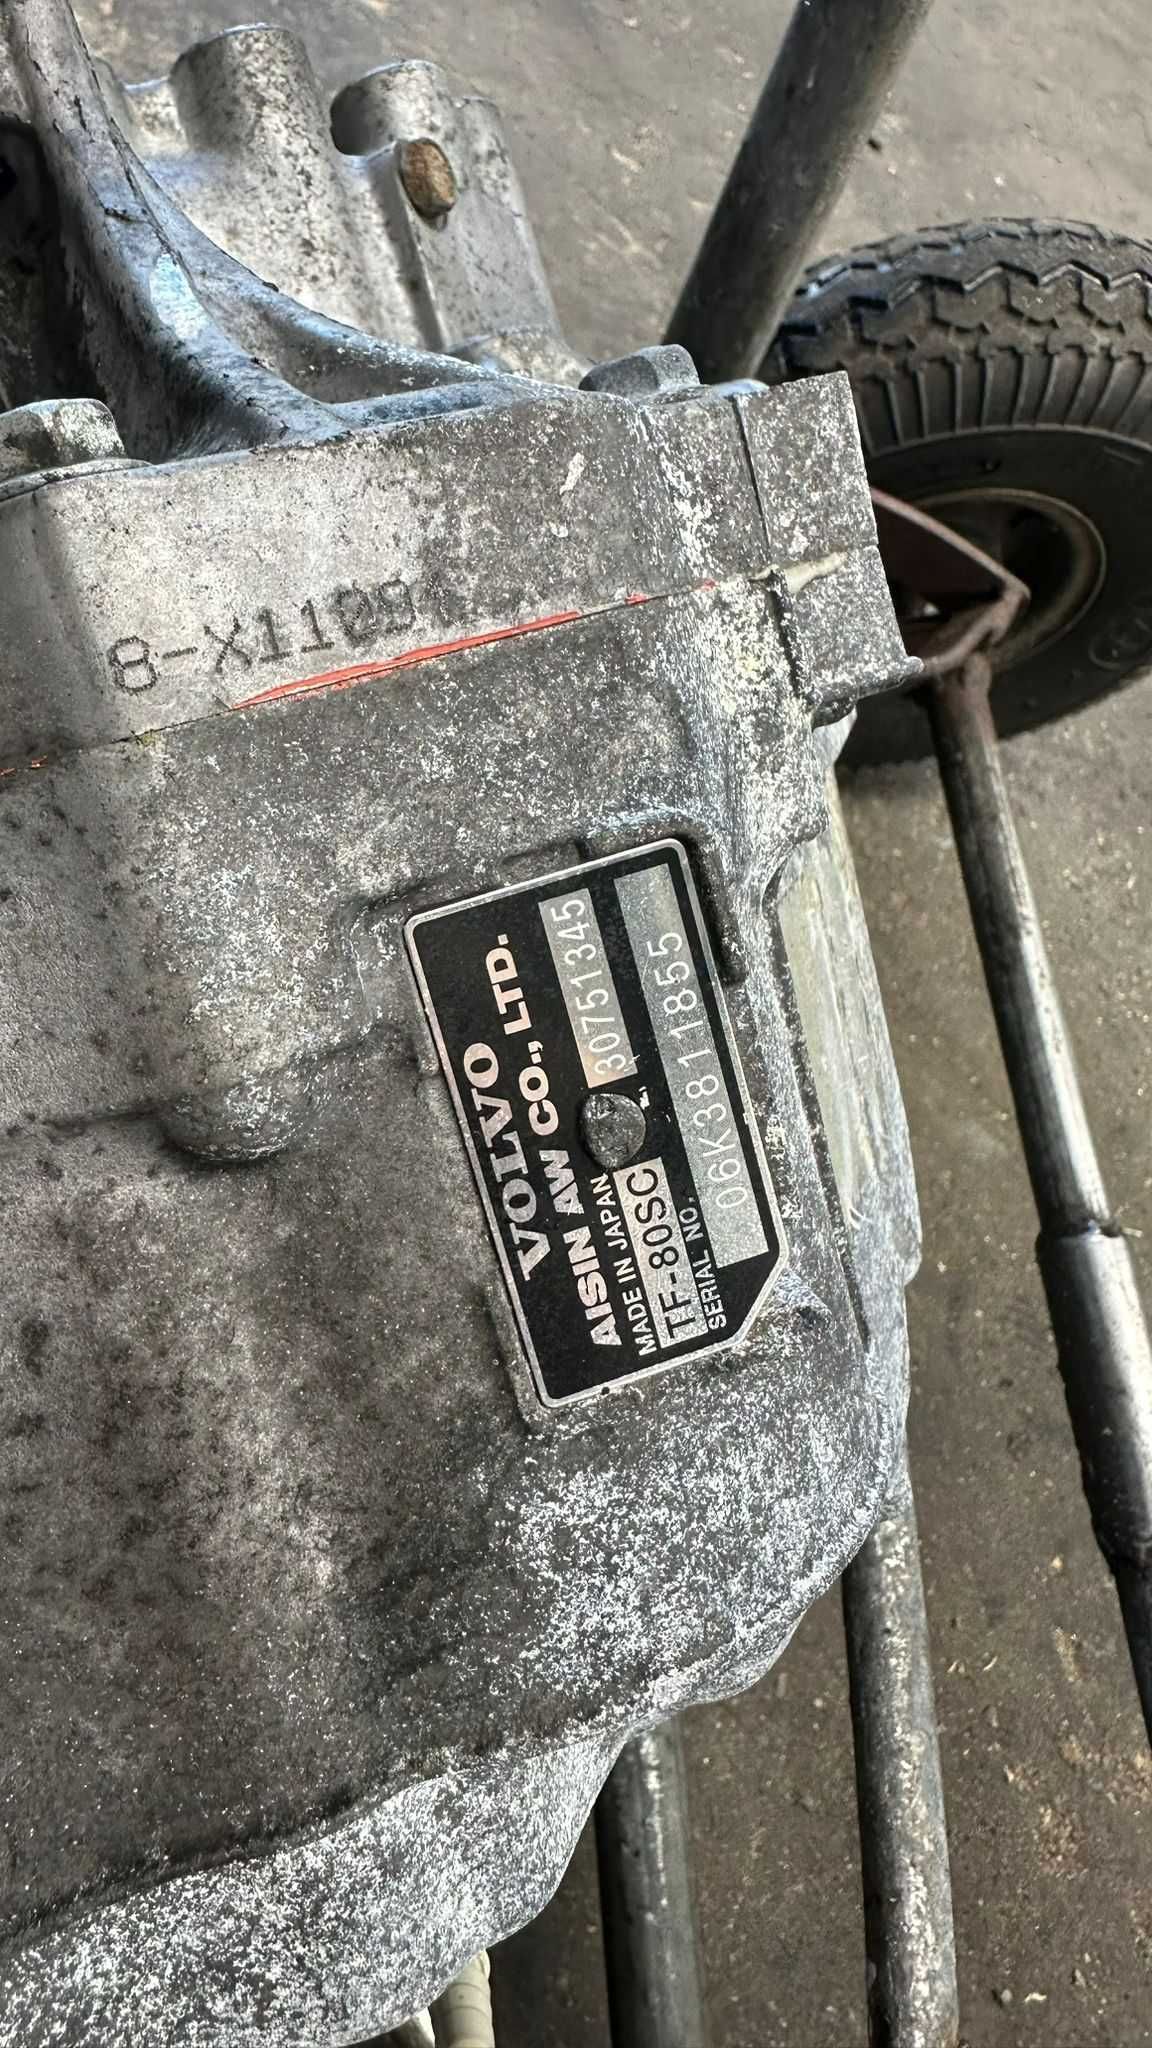 8-X1109
VOLVO
AISIN AW CO., LTD.
MADE IN JAPAN 30751345
TF-80SC
SERIAL NO.
06K3811855